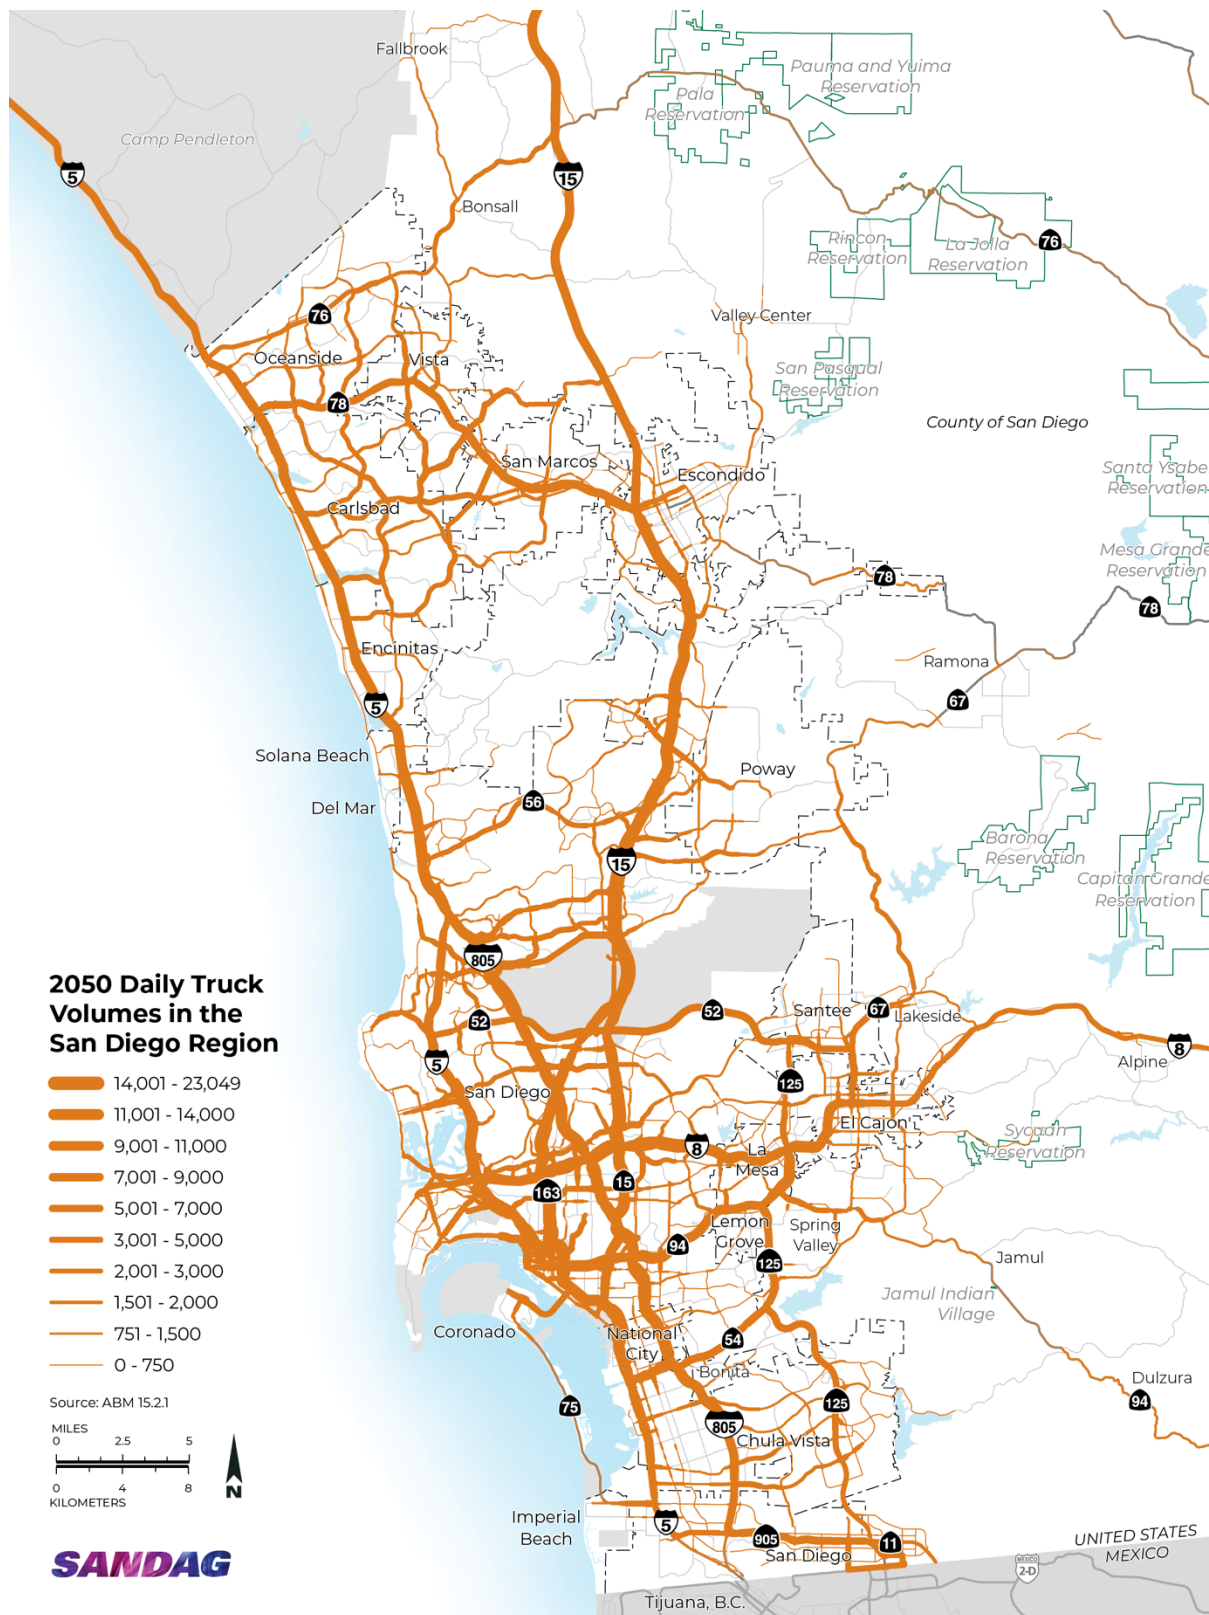 Fallbrook
Pauma and Yuima
Reservation
Pala
Reservation
Camp Pendleton
5
15
Bonsall
Rincon
Reservation
La Jolla
Reservation
76
76
Valley Center
Oceanside
Vista
San Pasqual
Reservation
78
County of San Diego
San Marcos
Escondido
Santa Ysabe
Reservation
Carlsbad
Mesa Grande
Reservation
78
78
Encinitas
Ramona
67
5
Solana Beach
Poway
56
Del Mar
Barona
Reservation
15
Capitan Grande
Reservation
805
2050 Daily Truck
Volumes in the
San Diego Region
52
52
Santee
67
Lakeside
5
8
Alpine
125
San Diego
14,001 - 23,049
11,001 - 14,000
9,001 - 11,000
7,001 - 9,000
5,001 - 7,000
3,001 - 5,000
2,001 - 3,000
1,501 - 2,000
751 - 1,500
0 - 750
El Cajon
Sycuan
Reservation
8
La
Mesa
163
15
Lemon
Grove
Spring
Valley
94
125
Jamul
Jamul Indian
Village
Coronado
National
City
54
Bonita
Dulzura
94
75
125
805
Chula Vista
Source: ABM 15.2.1
MILES
0 2.5 5
0 4 8
KILOMETERS
N
Imperial
Beach
5
905
11
San Diego
UNITED STATES
MEXICO
MEXICO
2-D
SANDAG
Tijuana, B.C.